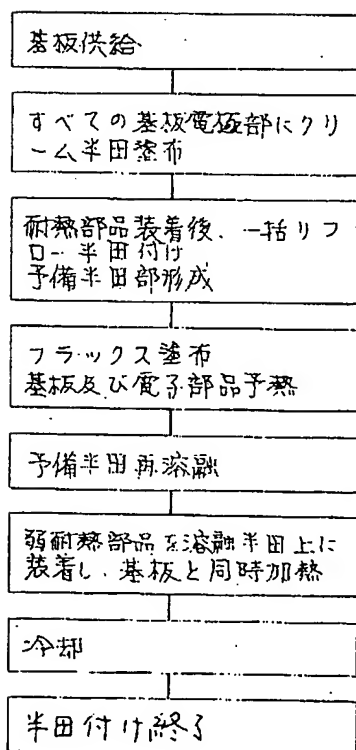 基板供給
すべての基板電極部にクリ
ーム半田塗布
耐熱部品装着後、一括リフ
ロー半田付け
予備半田部形成
フラックス塗布
基板及び電子部品予熱
予備半田再溶融
弱耐熱部品を溶融半田上に
装着し、基板と同時加熱
冷却
半田付け終了